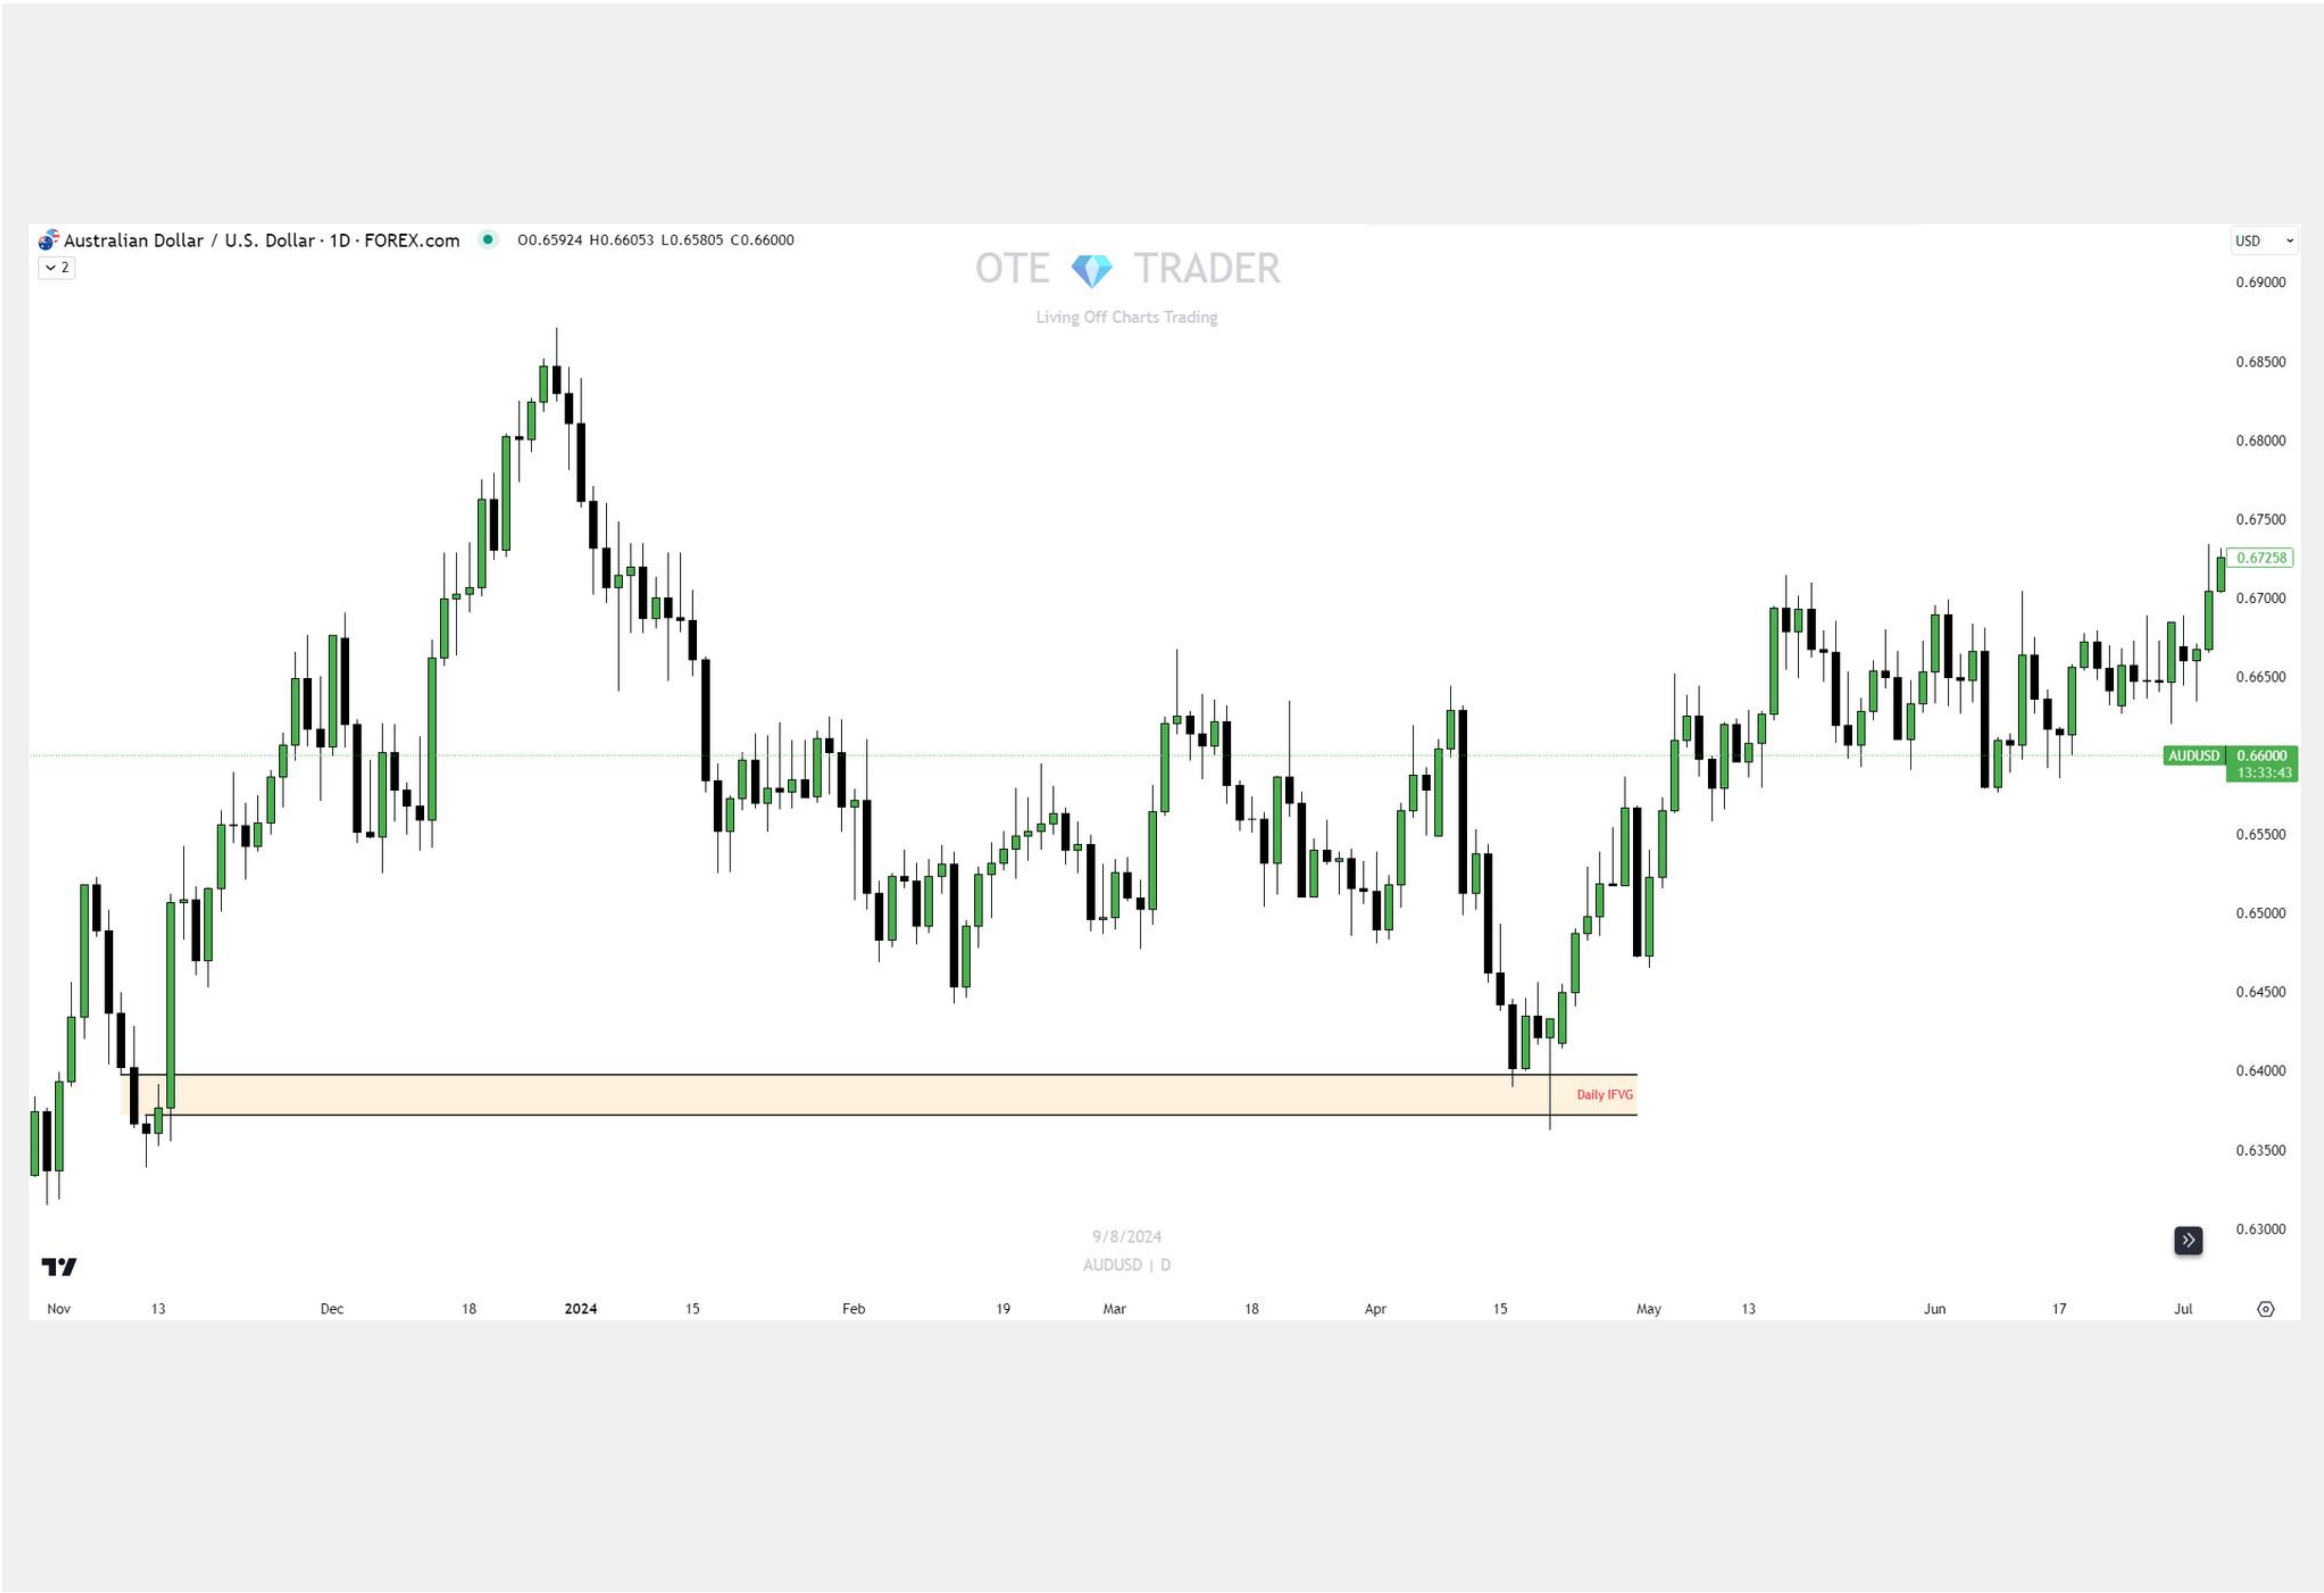 Australian Dollar / U.S. Dollar · 1D · FOREX.com O0.65924 H0.66053 L0.65805 C0.66000
USD
2
OTE TRADER
Living Off Charts Trading
0.69000
0.68500
0.68000
0.67500
0.67258
0.67000
0.66500
AUDUSD 0.66000
13:33:43
0.65500
0.65000
0.64500
0.64000
Daily IFVG
0.63500
0.63000
9/8/2024
AUDUSD | D
Nov 13 Dec 18 2024 15 Feb 19 Mar 18 Apr 15 May 13 Jun 17 Jul